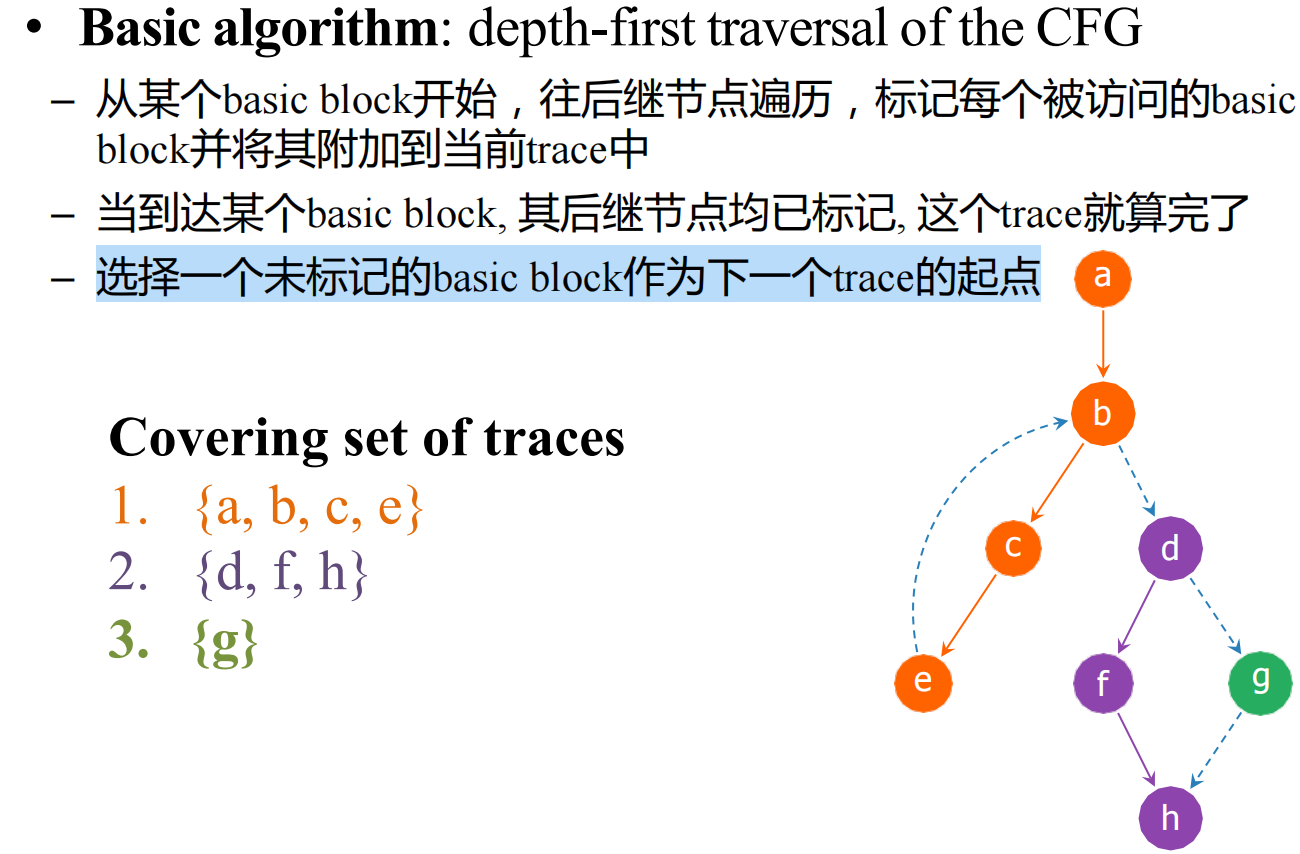 • Basic algorithm: depth-first traversal of the CFG
– 从某个basic block开始，往后继节点遍历，标记每个被访问的basic
block并将其附加到当前trace中
– 当到达某个basic block, 其后继节点均已标记, 这个trace就算完了
– 选择一个未标记的basic block作为下一个trace的起点
a
b
Covering set of traces
1. {a, b, c, e}
2. {d, f, h}
3. {g}
c
d
e
f
g
h